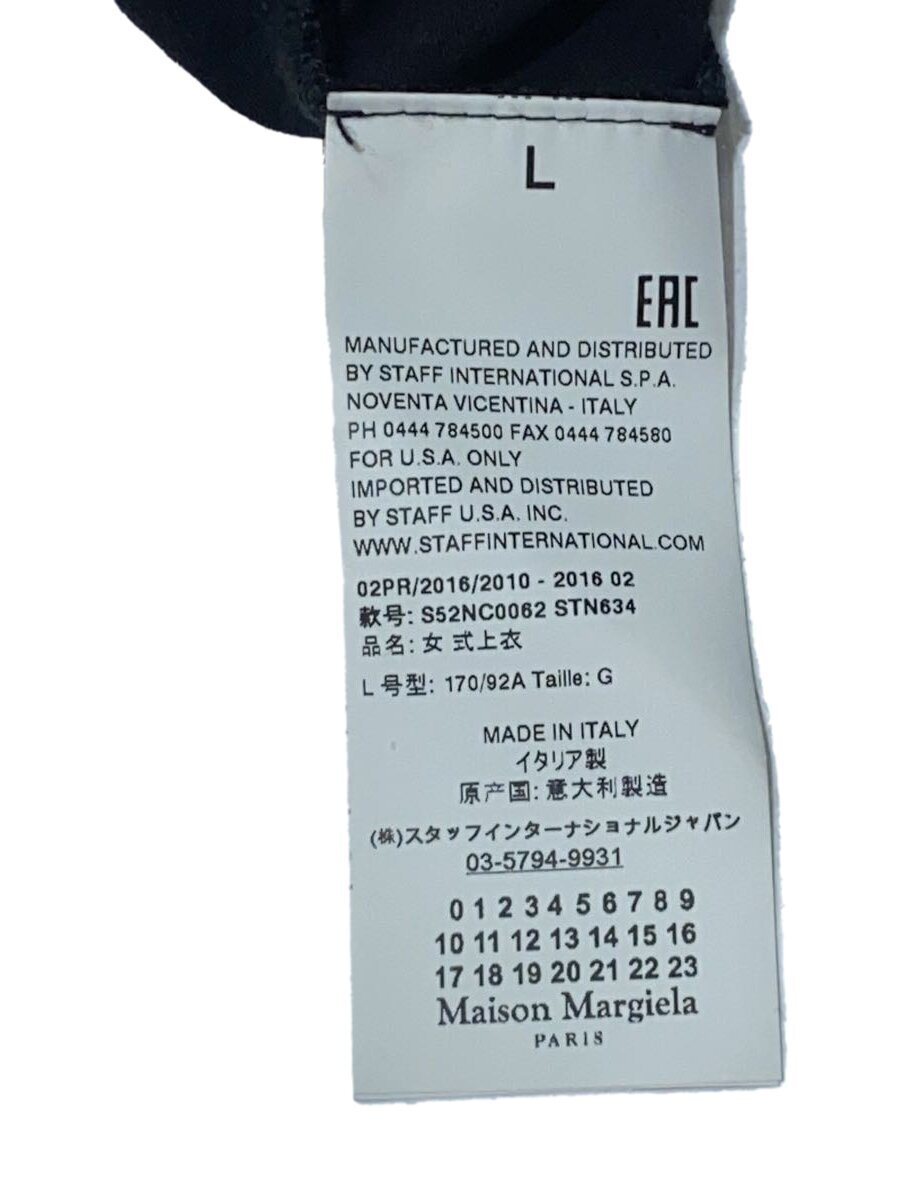 L
EAC
MANUFACTURED AND DISTRIBUTED
BY STAFF INTERNATIONAL S.P.A.
NOVENTA VICENTINA - ITALY
PH 0444 784500 FAX 0444 784580
FOR U.S.A. ONLY
IMPORTED AND DISTRIBUTED
BY STAFF U.S.A. INC.
WWW.STAFFINTERNATIONAL.COM
02PR/2016/2010 - 2016 02
款号: S52NC0062 STN634
品名: 女 式上衣
L 号型: 170/92A Taille: G
MADE IN ITALY
イタリア製
原产国: 意大利製造
(株)スタッフインターナショナルジャパン
03-5794-9931
0 1 2 3 4 5 6 7 8 9
10 11 12 13 14 15 16
17 18 19 20 21 22 23
Maison Margiela
PARIS